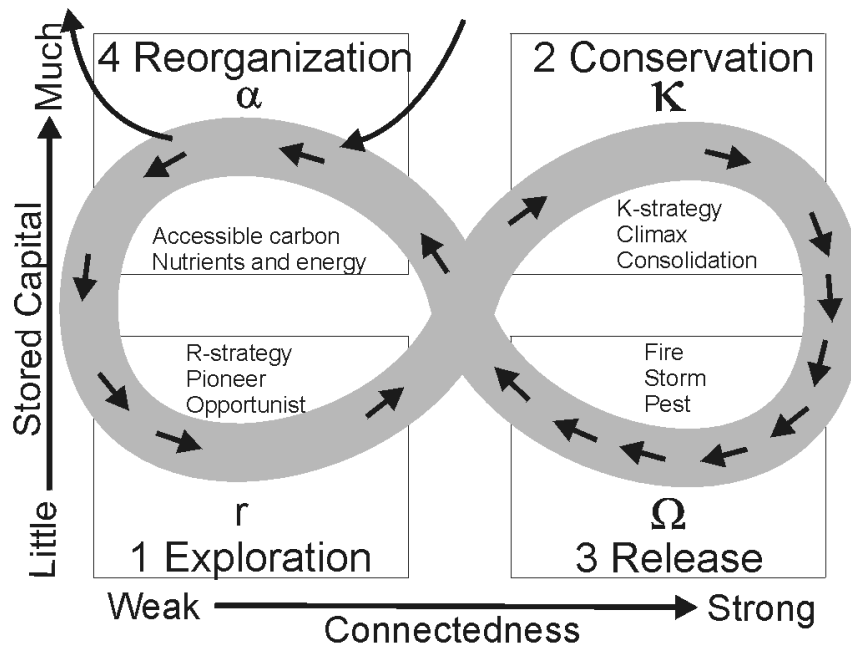 4 Reorganization
α
2 Conservation
K
Much
Stored Capital
Little
Accessible carbon
Nutrients and energy
K-strategy
Climax
Consolidation
R-strategy
Pioneer
Opportunist
Fire
Storm
Pest
r
1 Exploration
Ω
3 Release
Weak
Connectedness
Strong